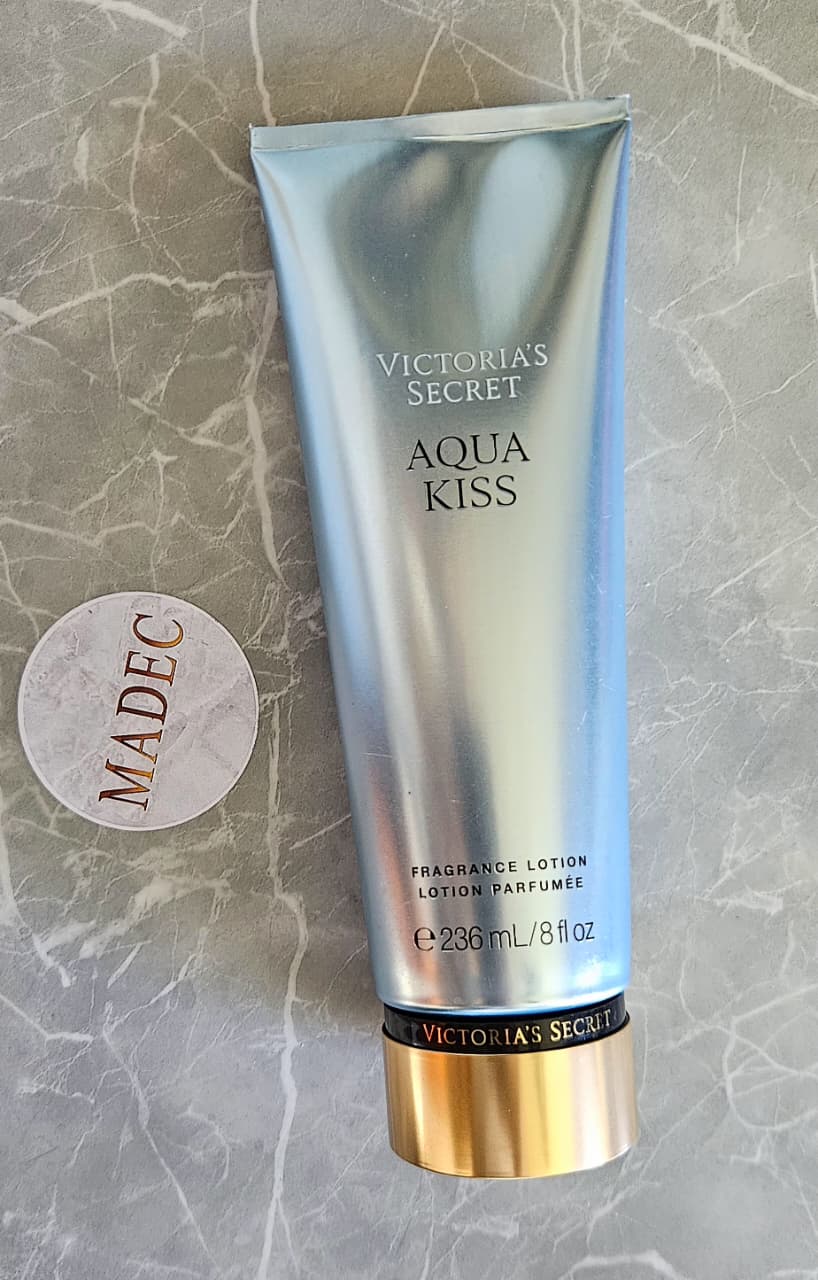 VICTORIA'S
SECRET
AQUA
KISS
FRAGRANCE LOTION
LOTION PARFUMÉE
℮236 mL/8 fl oz
VICTORIA'S SECRET
MADEC